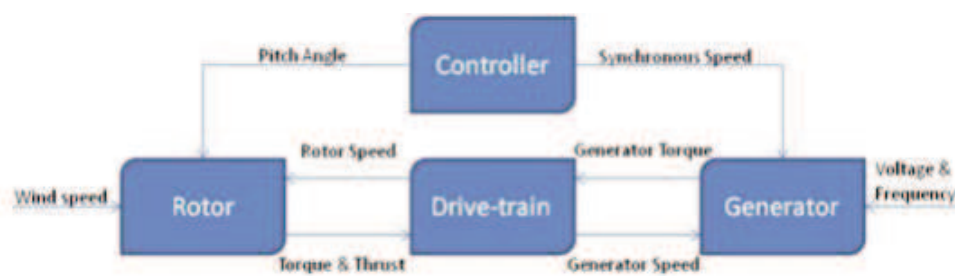 Controller
Pitch Angle
Synchronous Speed
Rotor Speed
Generator Torque
Voltage &
Frequency
Wind speed
Rotor
Drive-train
Generator
Torque & Thrust
Generator Speed